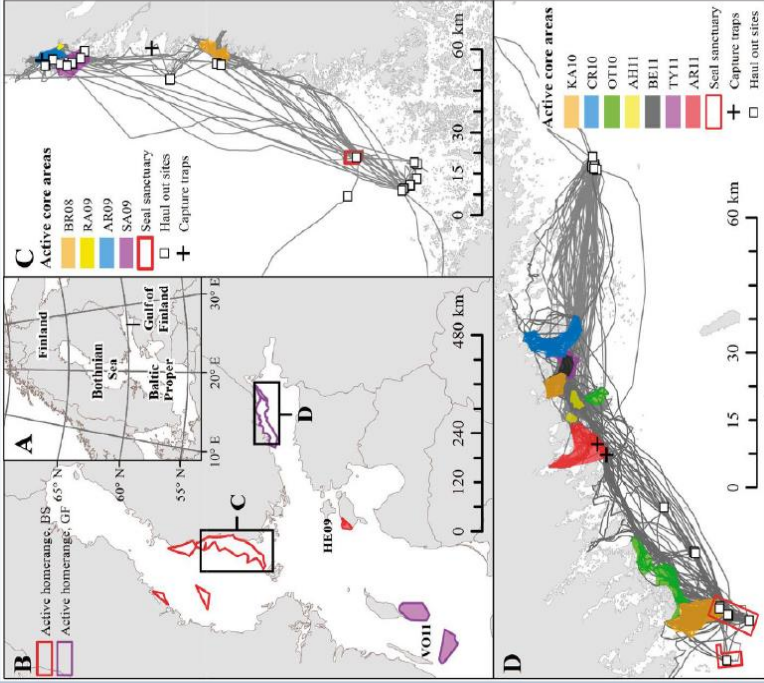 A
Finland
Bothnian
Sea
Gulf of
Finland
Baltic
Proper
10° E
20° E
30° E
65° N
60° N
55° N
B
Active homerange, BS
Active homerange, GF
C
D
HE09
VO11
0 120 240 480 km
C
Active core areas
BR08
RA09
AR09
SA09
Seal sanctuary
Haul out sites
Capture traps
0 15 30 60 km
D
Active core areas
KA10
CR10
OT10
AH11
BE11
TY11
AR11
Seal sanctuary
Capture traps
Haul out sites
0 15 30 60 km